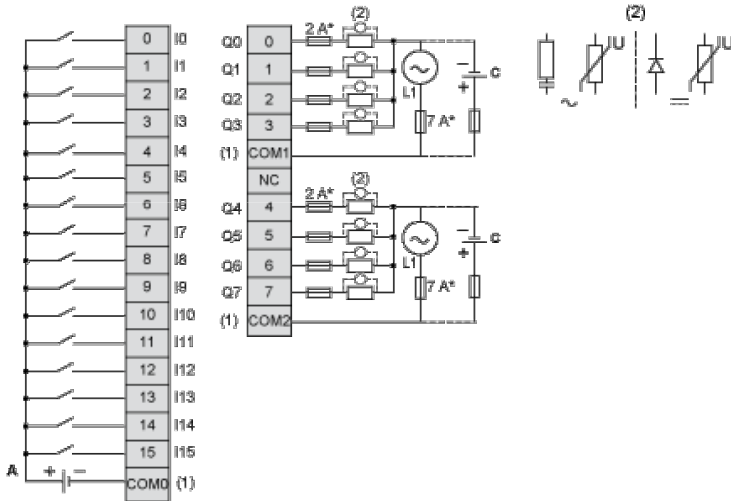 0 I0
1 I1
2 I2
3 I3
4 I4
5 I5
6 I6
7 I7
8 I8
9 I9
10 I10
11 I11
12 I12
13 I13
14 I14
15 I15
A + − COM0 (1)
(2)
Q0 0 2 A*
Q1 1
Q2 2
Q3 3
L1
− + C
7 A*
(1) COM1
NC
(2)
Q4 4 2 A*
Q5 5
Q6 6
Q7 7
L1
− + C
7 A*
(1) COM2
(2)
U U